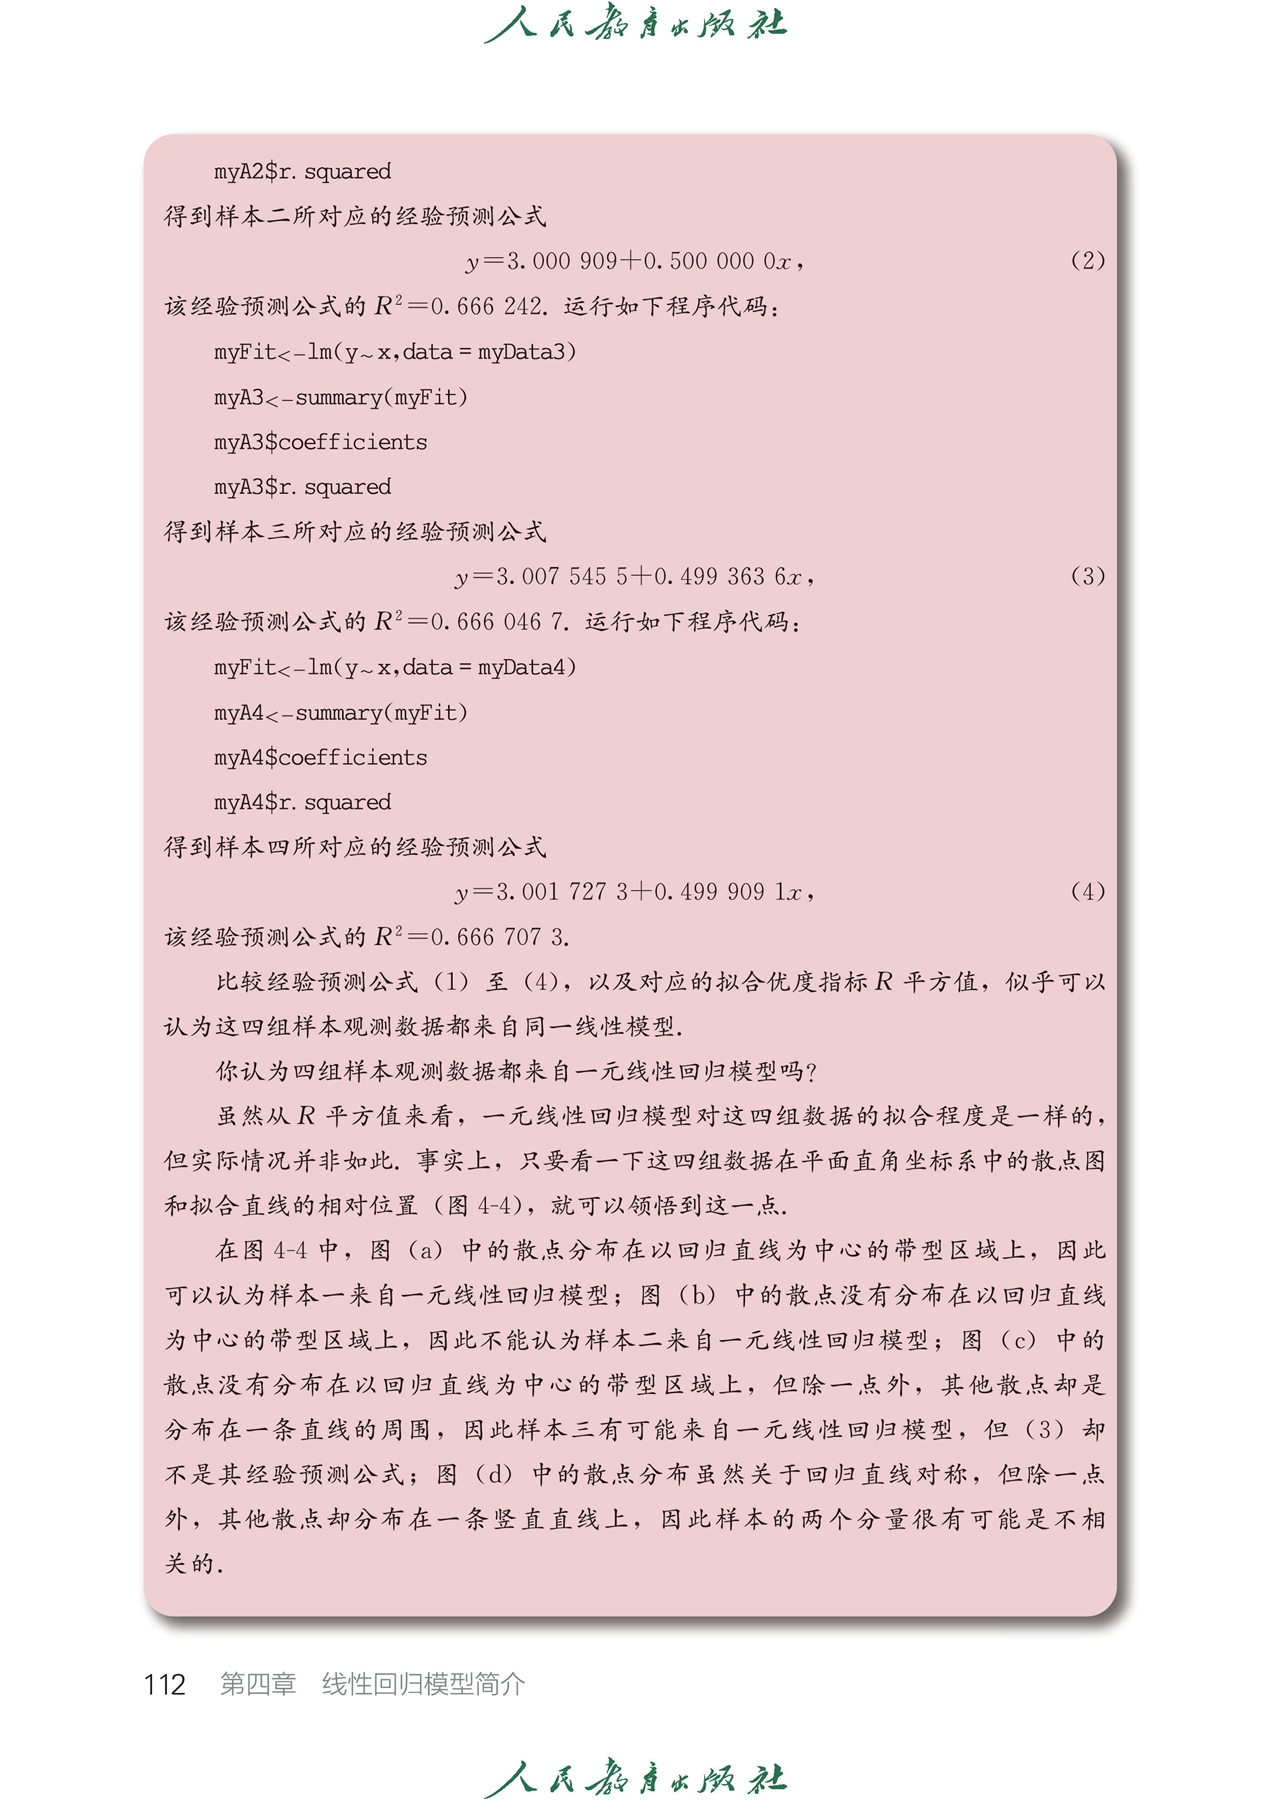 人民教育出版社
myA2$r. squared
得到样本二所对应的经验预测公式
y=3.000 909+0.500 000 0x, (2)
该经验预测公式的 R²=0.666 242. 运行如下程序代码:
myFit<-lm(y~x,data=myData3)
myA3<-summary(myFit)
myA3$coefficients
myA3$r. squared
得到样本三所对应的经验预测公式
y=3.007 545 5+0.499 363 6x, (3)
该经验预测公式的 R²=0.666 046 7. 运行如下程序代码:
myFit<-lm(y~x,data=myData4)
myA4<-summary(myFit)
myA4$coefficients
myA4$r. squared
得到样本四所对应的经验预测公式
y=3.001 727 3+0.499 909 1x, (4)
该经验预测公式的 R²=0.666 707 3.
比较经验预测公式(1)至(4),以及对应的拟合优度指标 R 平方值,似乎可以
认为这四组样本观测数据都来自同一线性模型.
你认为四组样本观测数据都来自一元线性回归模型吗?
虽然从 R 平方值来看,一元线性回归模型对这四组数据的拟合程度是一样的,
但实际情况并非如此. 事实上,只要看一下这四组数据在平面直角坐标系中的散点图
和拟合直线的相对位置(图 4-4),就可以领悟到这一点.
在图 4-4 中,图(a)中的散点分布在以回归直线为中心的带型区域上,因此
可以认为样本一来自一元线性回归模型;图(b)中的散点没有分布在以回归直线
为中心的带型区域上,因此不能认为样本二来自一元线性回归模型;图(c)中的
散点没有分布在以回归直线为中心的带型区域上,但除一点外,其他散点却是
分布在一条直线的周围,因此样本三有可能来自一元线性回归模型,但(3)却
不是其经验预测公式;图(d)中的散点分布虽然关于回归直线对称,但除一点
外,其他散点却分布在一条竖直直线上,因此样本的两个分量很有可能是不相
关的.
112 第四章 线性回归模型简介
人民教育出版社